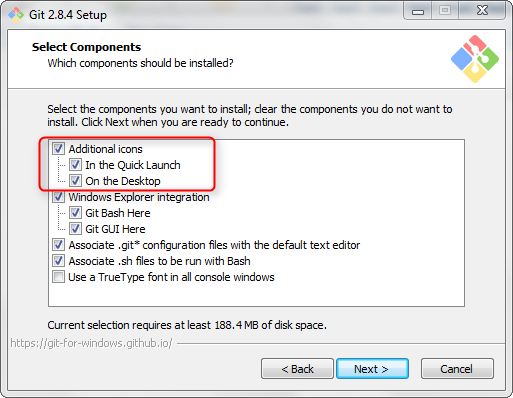 Git 2.8.4 Setup
Select Components
Which components should be installed?
Select the components you want to install; clear the components you do not want to
install. Click Next when you are ready to continue.
Additional icons
In the Quick Launch
On the Desktop
Windows Explorer integration
Git Bash Here
Git GUI Here
Associate .git* configuration files with the default text editor
Associate .sh files to be run with Bash
Use a TrueType font in all console windows
Current selection requires at least 188.4 MB of disk space.
https://git-for-windows.github.io/
< Back
Next >
Cancel